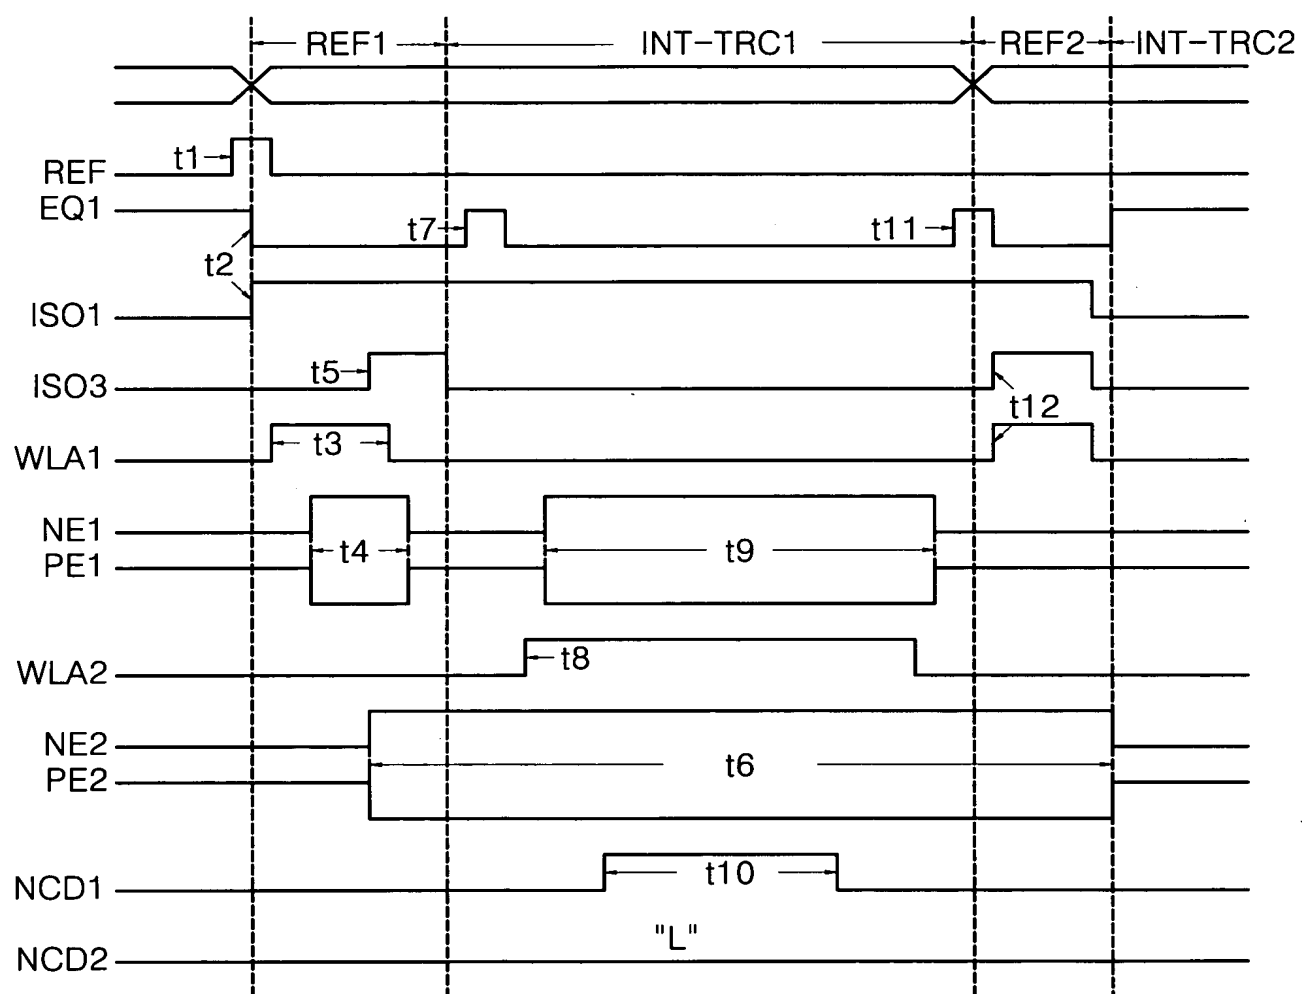 REF1 INT-TRC1 REF2 INT-TRC2
REF t1
EQ1 t7 t11
t2
ISO1
ISO3 t5
t12
WLA1 t3
NE1
t4 t9
PE1
WLA2 t8
NE2
t6
PE2
NCD1 t10
"L"
NCD2